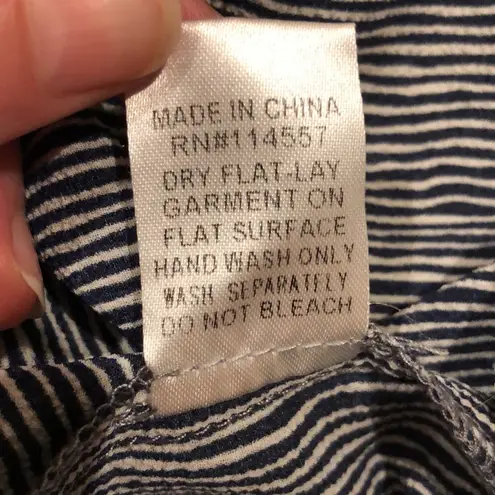 MADE IN CHINA
RN#114557
DRY FLAT-LAY
GARMENT ON
FLAT SURFACE
HAND WASH ONLY
WASH SEPARATELY
DO NOT BLEACH